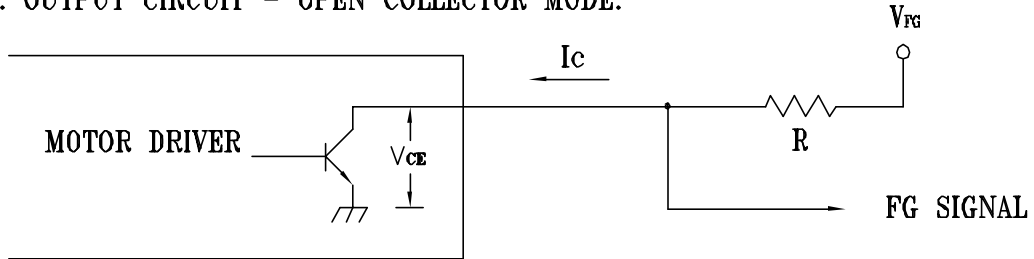 . OUTPUT CIRCUIT – OPEN COLLECTOR MODE:
VFG
Ic
MOTOR DRIVER
VCE
R
FG SIGNAL